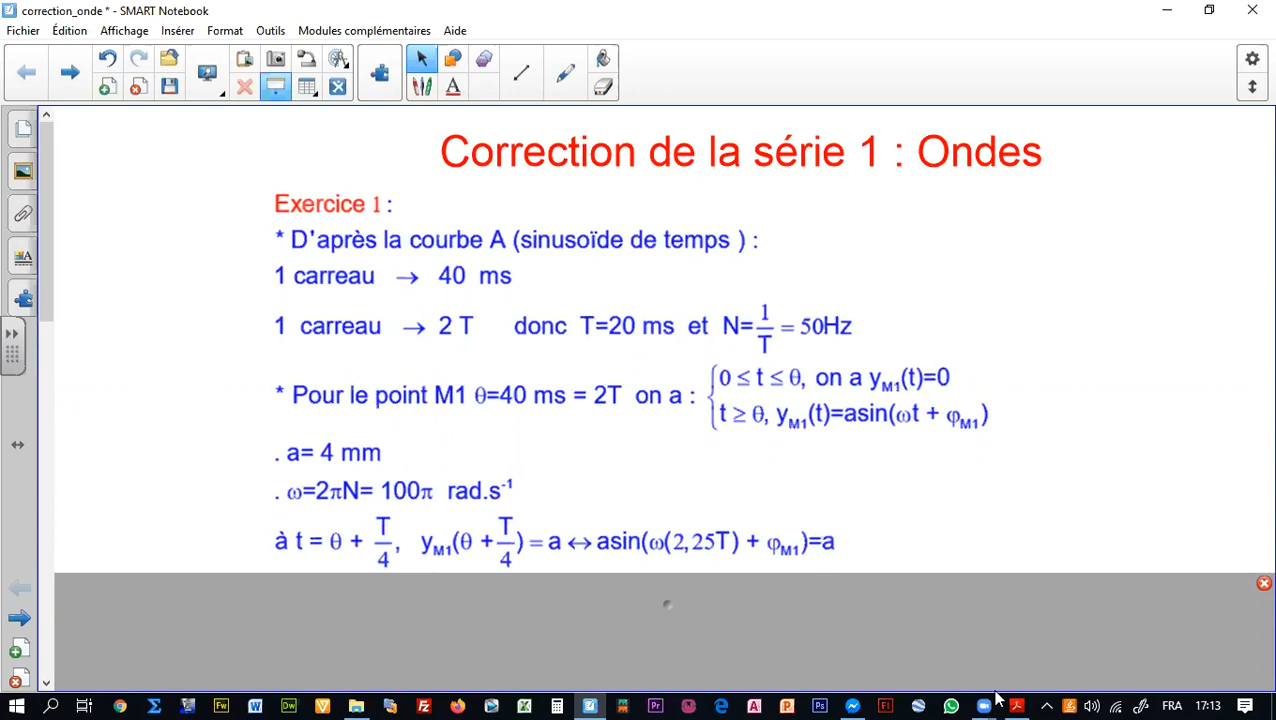 correction_onde * - SMART Notebook
Fichier Édition Affichage Insérer Format Outils Modules complémentaires Aide
Correction de la série 1 : Ondes
Exercice 1 :
* D'après la courbe A (sinusoïde de temps ) :
1 carreau → 40 ms
1 carreau → 2 T donc T=20 ms et N=1/T = 50Hz
* Pour le point M1 θ=40 ms = 2T on a : { 0 ≤ t ≤ θ, on a yM1(t)=0
t ≥ θ, yM1(t)=asin(ωt + φM1)
. a= 4 mm
. ω=2πN= 100π rad.s⁻¹
à t = θ + T/4, yM1(θ + T/4) = a ↔ asin(ω(2,25T) + φM1)=a
FRA 17:13